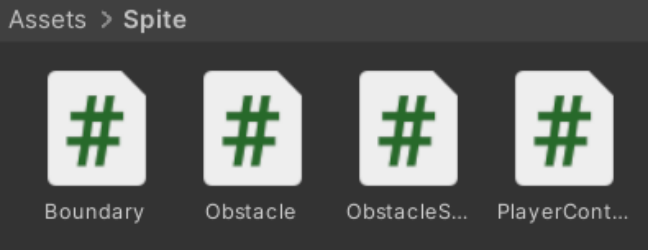 Assets > Spite
Boundary Obstacle ObstacleS... PlayerCont...